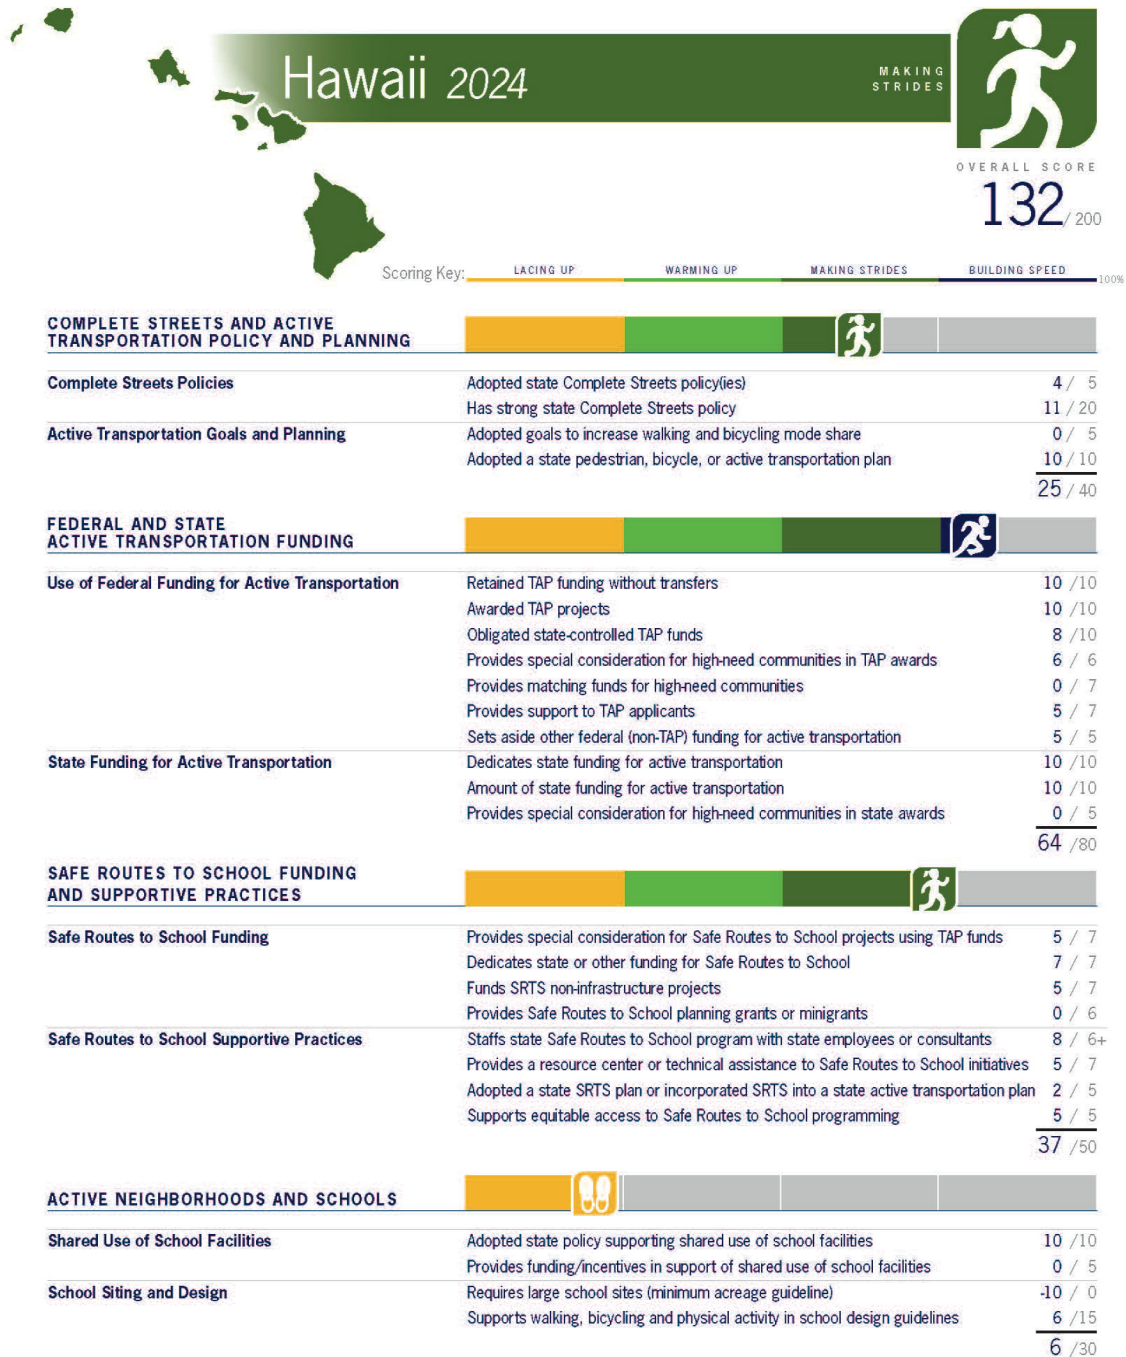 Hawaii 2024
MAKING
STRIDES
OVERALL SCORE
132/ 200
Scoring Key: LACING UP WARMING UP MAKING STRIDES BUILDING SPEED 100%
COMPLETE STREETS AND ACTIVE
TRANSPORTATION POLICY AND PLANNING
Complete Streets Policies Adopted state Complete Streets policy(ies) 4 / 5
Has strong state Complete Streets policy 11 / 20
Active Transportation Goals and Planning Adopted goals to increase walking and bicycling mode share 0 / 5
Adopted a state pedestrian, bicycle, or active transportation plan 10 / 10
25 / 40
FEDERAL AND STATE
ACTIVE TRANSPORTATION FUNDING
Use of Federal Funding for Active Transportation Retained TAP funding without transfers 10 /10
Awarded TAP projects 10 /10
Obligated state-controlled TAP funds 8 /10
Provides special consideration for high-need communities in TAP awards 6 / 6
Provides matching funds for high-need communities 0 / 7
Provides support to TAP applicants 5 / 7
Sets aside other federal (non-TAP) funding for active transportation 5 / 5
State Funding for Active Transportation Dedicates state funding for active transportation 10 /10
Amount of state funding for active transportation 10 /10
Provides special consideration for high-need communities in state awards 0 / 5
64 /80
SAFE ROUTES TO SCHOOL FUNDING
AND SUPPORTIVE PRACTICES
Safe Routes to School Funding Provides special consideration for Safe Routes to School projects using TAP funds 5 / 7
Dedicates state or other funding for Safe Routes to School 7 / 7
Funds SRTS non-infrastructure projects 5 / 7
Provides Safe Routes to School planning grants or minigrants 0 / 6
Safe Routes to School Supportive Practices Staffs state Safe Routes to School program with state employees or consultants 8 / 6+
Provides a resource center or technical assistance to Safe Routes to School initiatives 5 / 7
Adopted a state SRTS plan or incorporated SRTS into a state active transportation plan 2 / 5
Supports equitable access to Safe Routes to School programming 5 / 5
37 /50
ACTIVE NEIGHBORHOODS AND SCHOOLS
Shared Use of School Facilities Adopted state policy supporting shared use of school facilities 10 /10
Provides funding/incentives in support of shared use of school facilities 0 / 5
School Siting and Design Requires large school sites (minimum acreage guideline) -10 / 0
Supports walking, bicycling and physical activity in school design guidelines 6 /15
6 /30